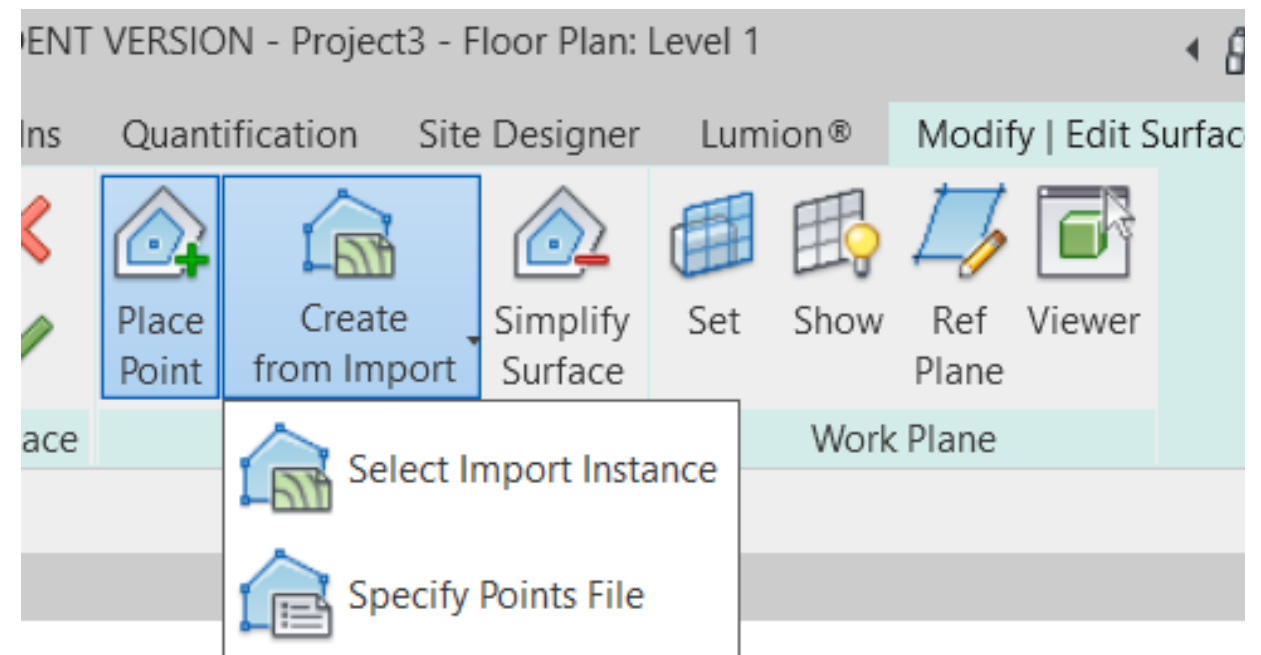 DENT VERSION - Project3 - Floor Plan: Level 1
Ins Quantification Site Designer Lumion® Modify | Edit Surfac
Place Point
Create from Import
Simplify Surface
Set
Show
Ref Plane
Viewer
ace
Work Plane
Select Import Instance
Specify Points File